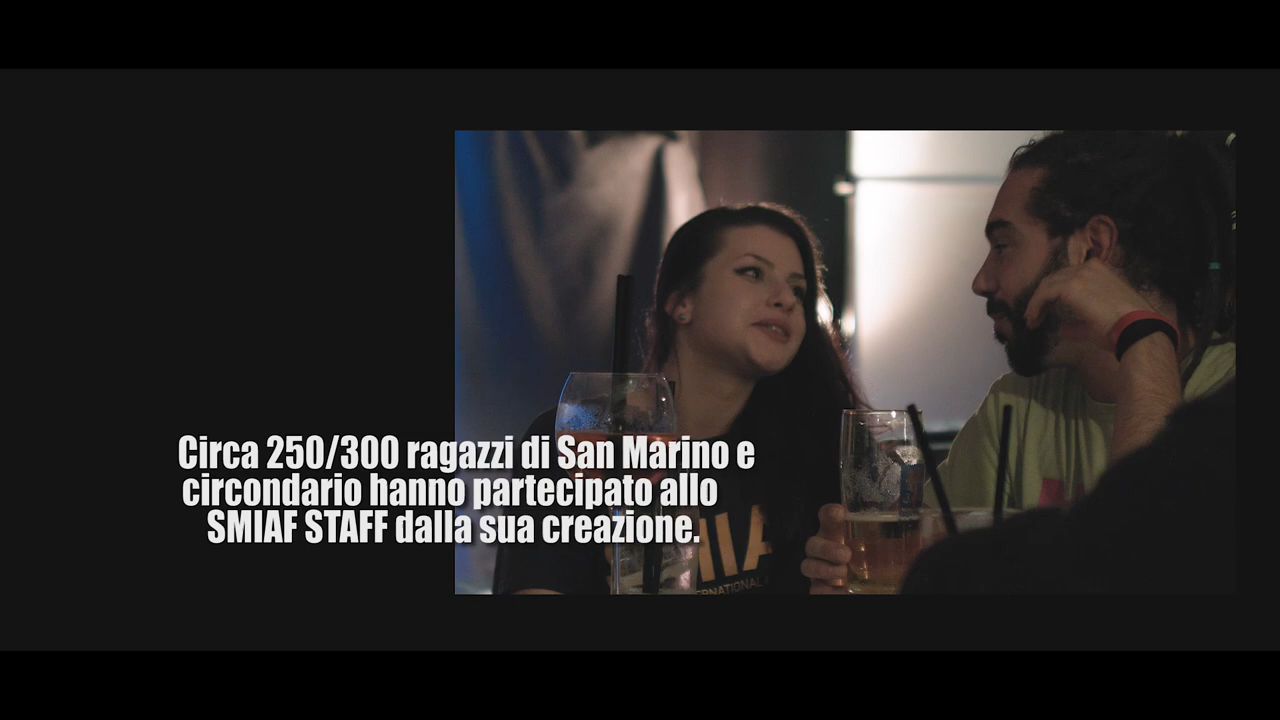 Circa 250/300 ragazzi di San Marino e
circondario hanno partecipato allo
SMIAF STAFF dalla sua creazione.